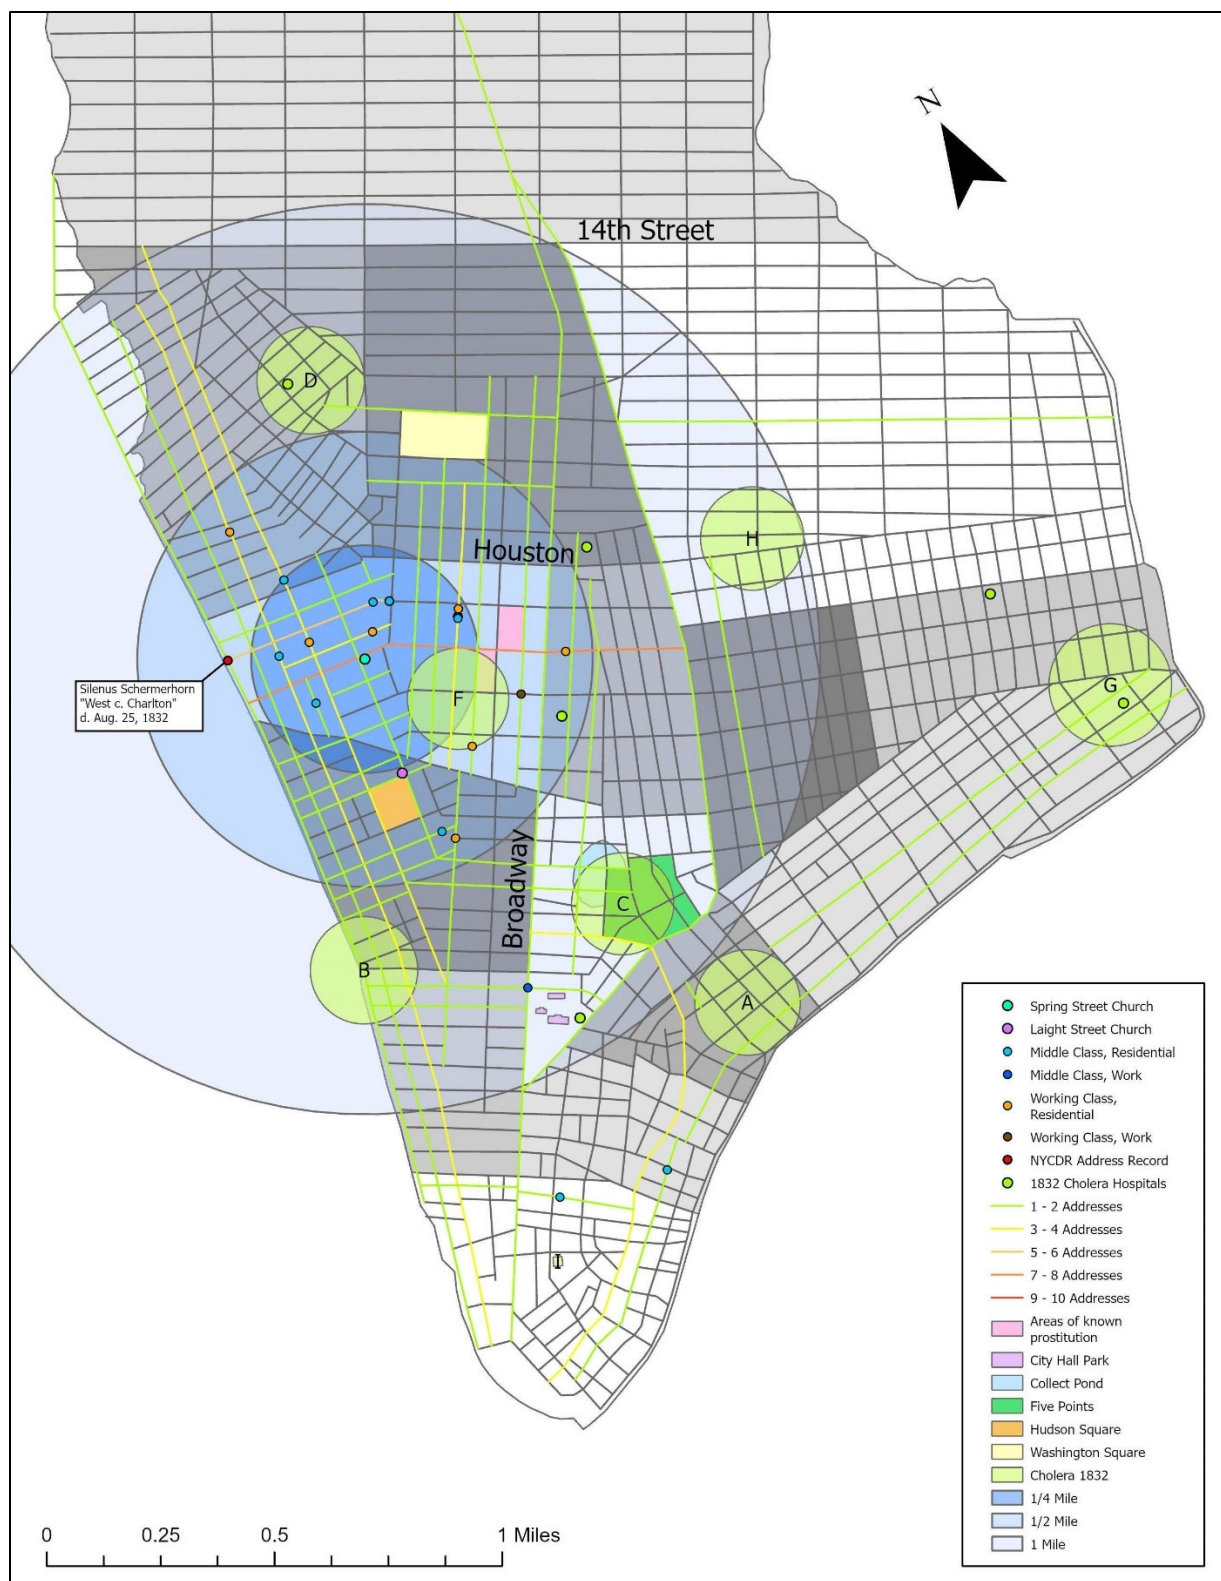 N
14th Street
D
Houston
H
G
Silenus Schermerhorn
"West c. Charlton"
d. Aug. 25, 1832
F
Broadway
C
B
A
I
Spring Street Church
Laight Street Church
Middle Class, Residential
Middle Class, Work
Working Class,
Residential
Working Class, Work
NYCDR Address Record
1832 Cholera Hospitals
1 - 2 Addresses
3 - 4 Addresses
5 - 6 Addresses
7 - 8 Addresses
9 - 10 Addresses
Areas of known
prostitution
City Hall Park
Collect Pond
Five Points
Hudson Square
Washington Square
Cholera 1832
1/4 Mile
1/2 Mile
1 Mile
0 0.25 0.5 1 Miles